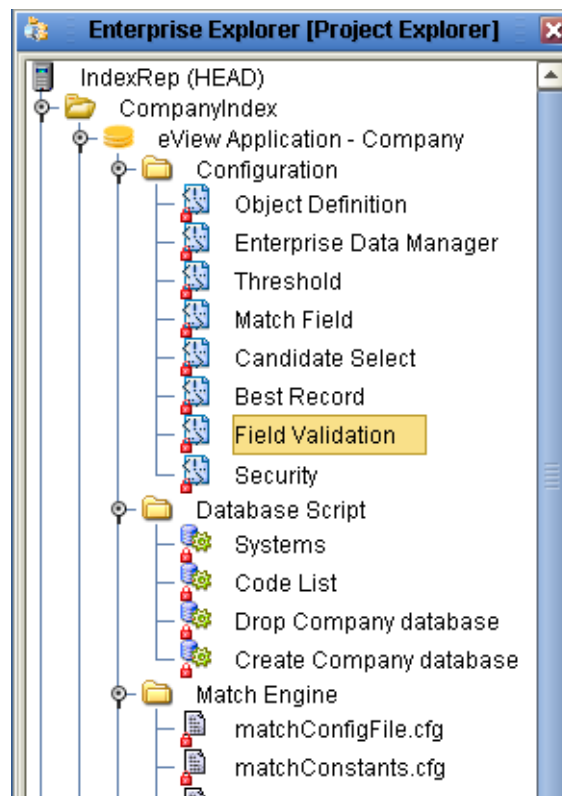 Enterprise Explorer [Project Explorer]
IndexRep (HEAD)
CompanyIndex
eView Application - Company
Configuration
Object Definition
Enterprise Data Manager
Threshold
Match Field
Candidate Select
Best Record
Field Validation
Security
Database Script
Systems
Code List
Drop Company database
Create Company database
Match Engine
matchConfigFile.cfg
matchConstants.cfg